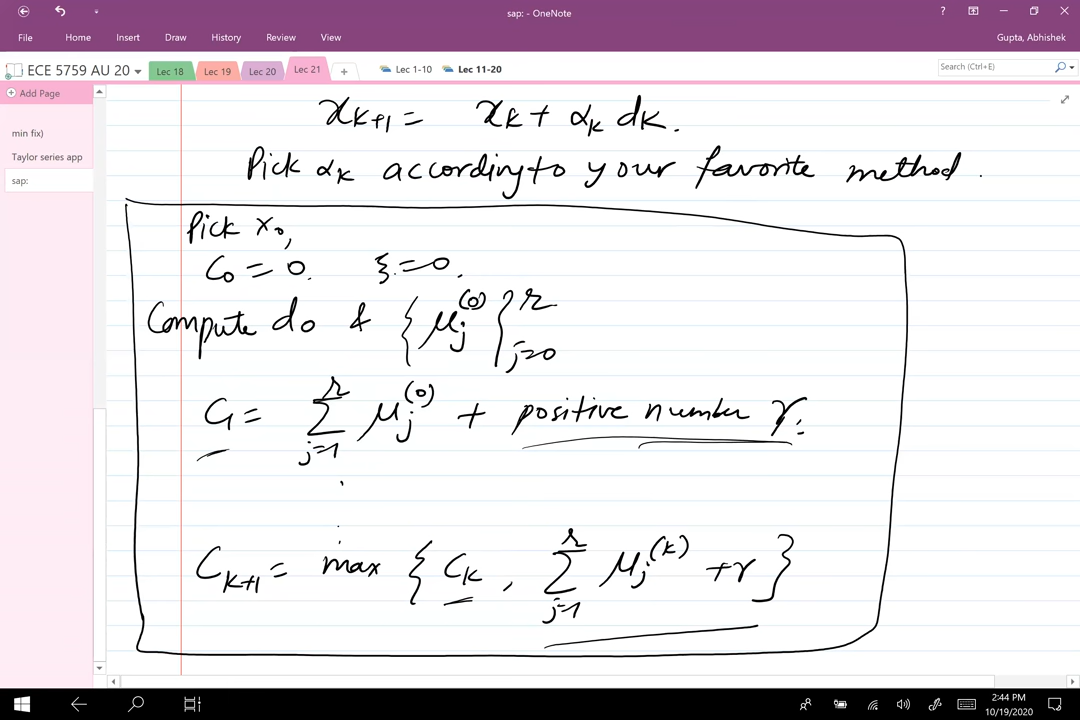 sap: - OneNote
File Home Insert Draw History Review View
Gupta, Abhishek
ECE 5759 AU 20
Lec 18
Lec 19
Lec 20
Lec 21
+
Lec 1-10
Lec 11-20
Search (Ctrl+E)
Add Page
min fix)
Taylor series app
sap:
x_{k+1} = x_k + α_k d_k.
Pick α_k according to your favorite method.
Pick x_0,
C_0 = 0. ξ = 0.
Compute d_0 & {μ_j^{(0)}}_{j=0}^{r}
C_1 = Σ_{j=1}^{r} μ_j^{(0)} + positive number γ.
C_{k+1} = max { C_k, Σ_{j=1}^{r} μ_j^{(k)} + γ }
2:44 PM
10/19/2020